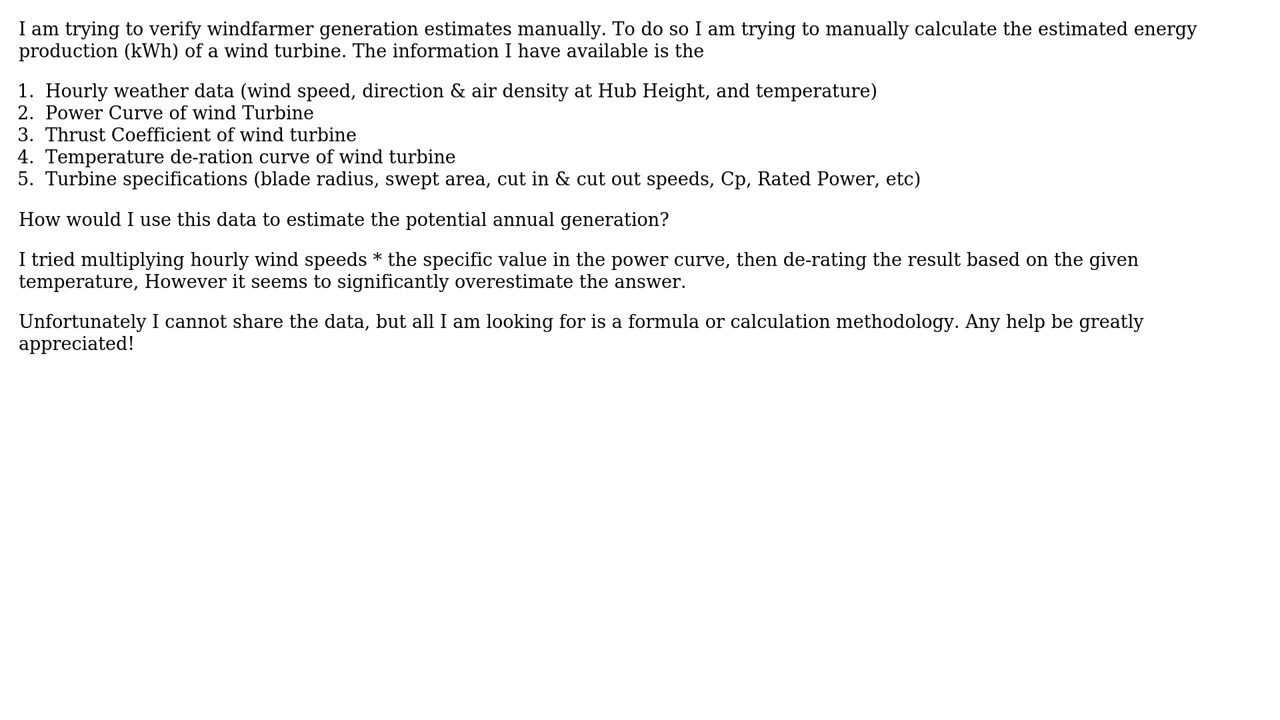 I am trying to verify windfarmer generation estimates manually. To do so I am trying to manually calculate the estimated energy
production (kWh) of a wind turbine. The information I have available is the
1. Hourly weather data (wind speed, direction & air density at Hub Height, and temperature)
2. Power Curve of wind Turbine
3. Thrust Coefficient of wind turbine
4. Temperature de-ration curve of wind turbine
5. Turbine specifications (blade radius, swept area, cut in & cut out speeds, Cp, Rated Power, etc)
How would I use this data to estimate the potential annual generation?
I tried multiplying hourly wind speeds * the specific value in the power curve, then de-rating the result based on the given
temperature, However it seems to significantly overestimate the answer.
Unfortunately I cannot share the data, but all I am looking for is a formula or calculation methodology. Any help be greatly
appreciated!